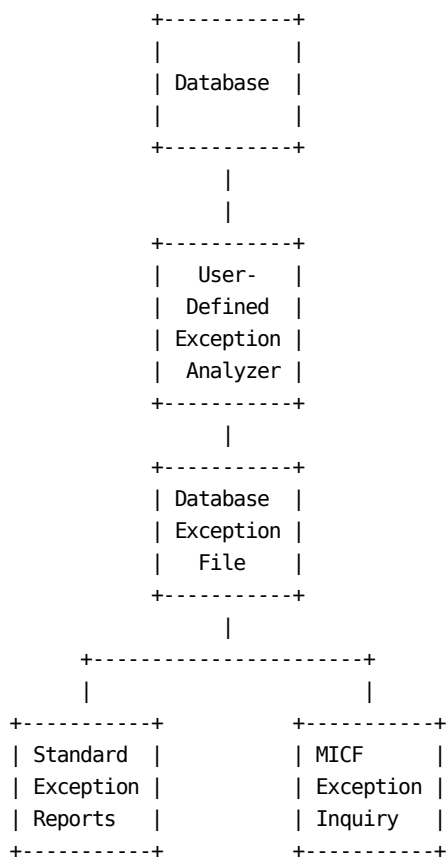 Database
User-
Defined
Exception
Analyzer
Database
Exception
File
Standard
Exception
Reports
MICF
Exception
Inquiry